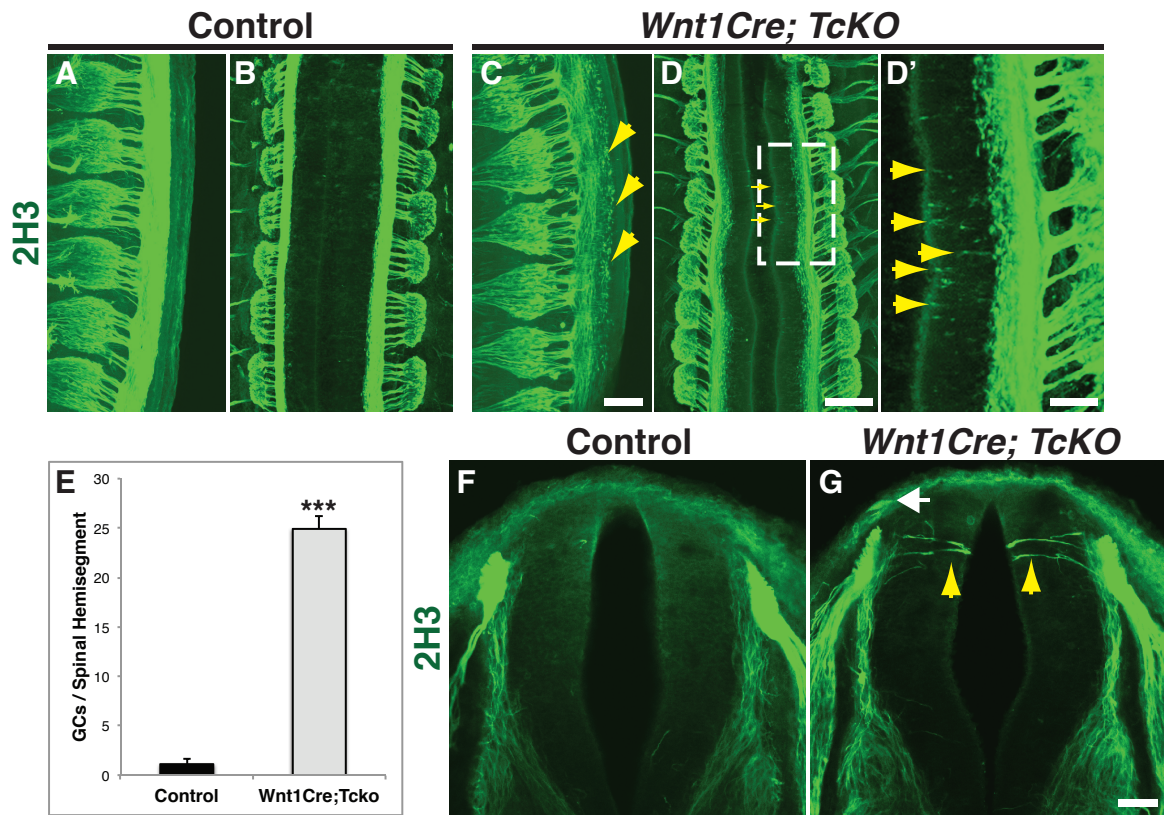 Control
Wnt1Cre; TcKO
A
B
C
D
D’
2H3
E
30
25
20
15
10
5
0
***
GCs / Spinal Hemisegment
Control
Wnt1Cre;Tcko
Control
Wnt1Cre; TcKO
F
G
2H3